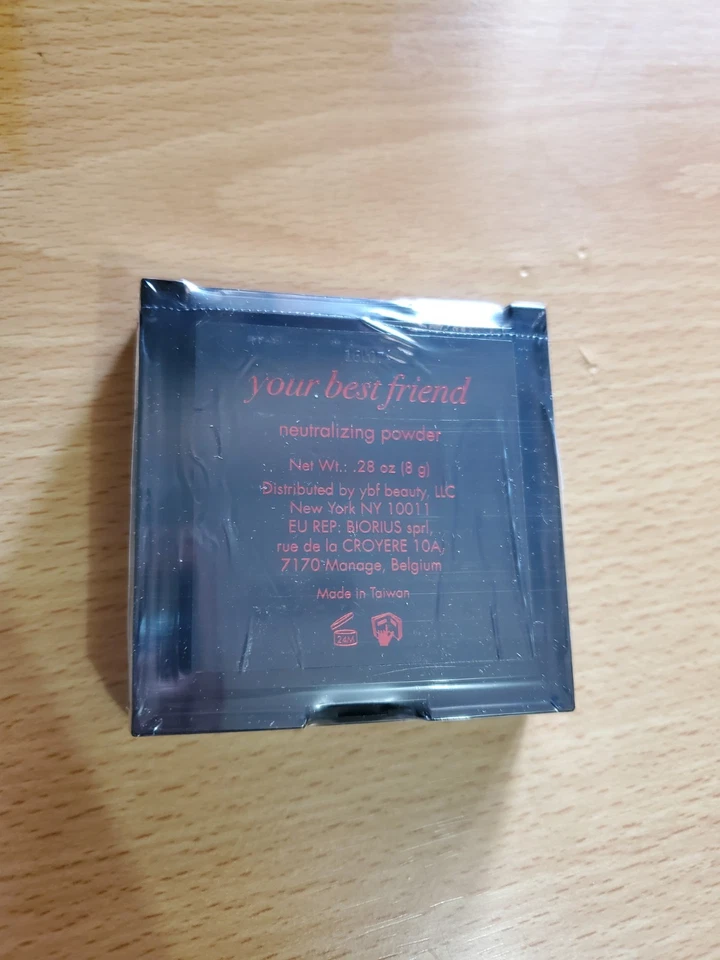 your best friend
neutralizing powder
Net Wt.: .28 oz (8 g)
Distributed by ybf beauty, LLC
New York NY 10011
EU REP: BIORIUS sprl,
rue de la CROYERE 10A,
7170 Manage, Belgium
Made in Taiwan
24M